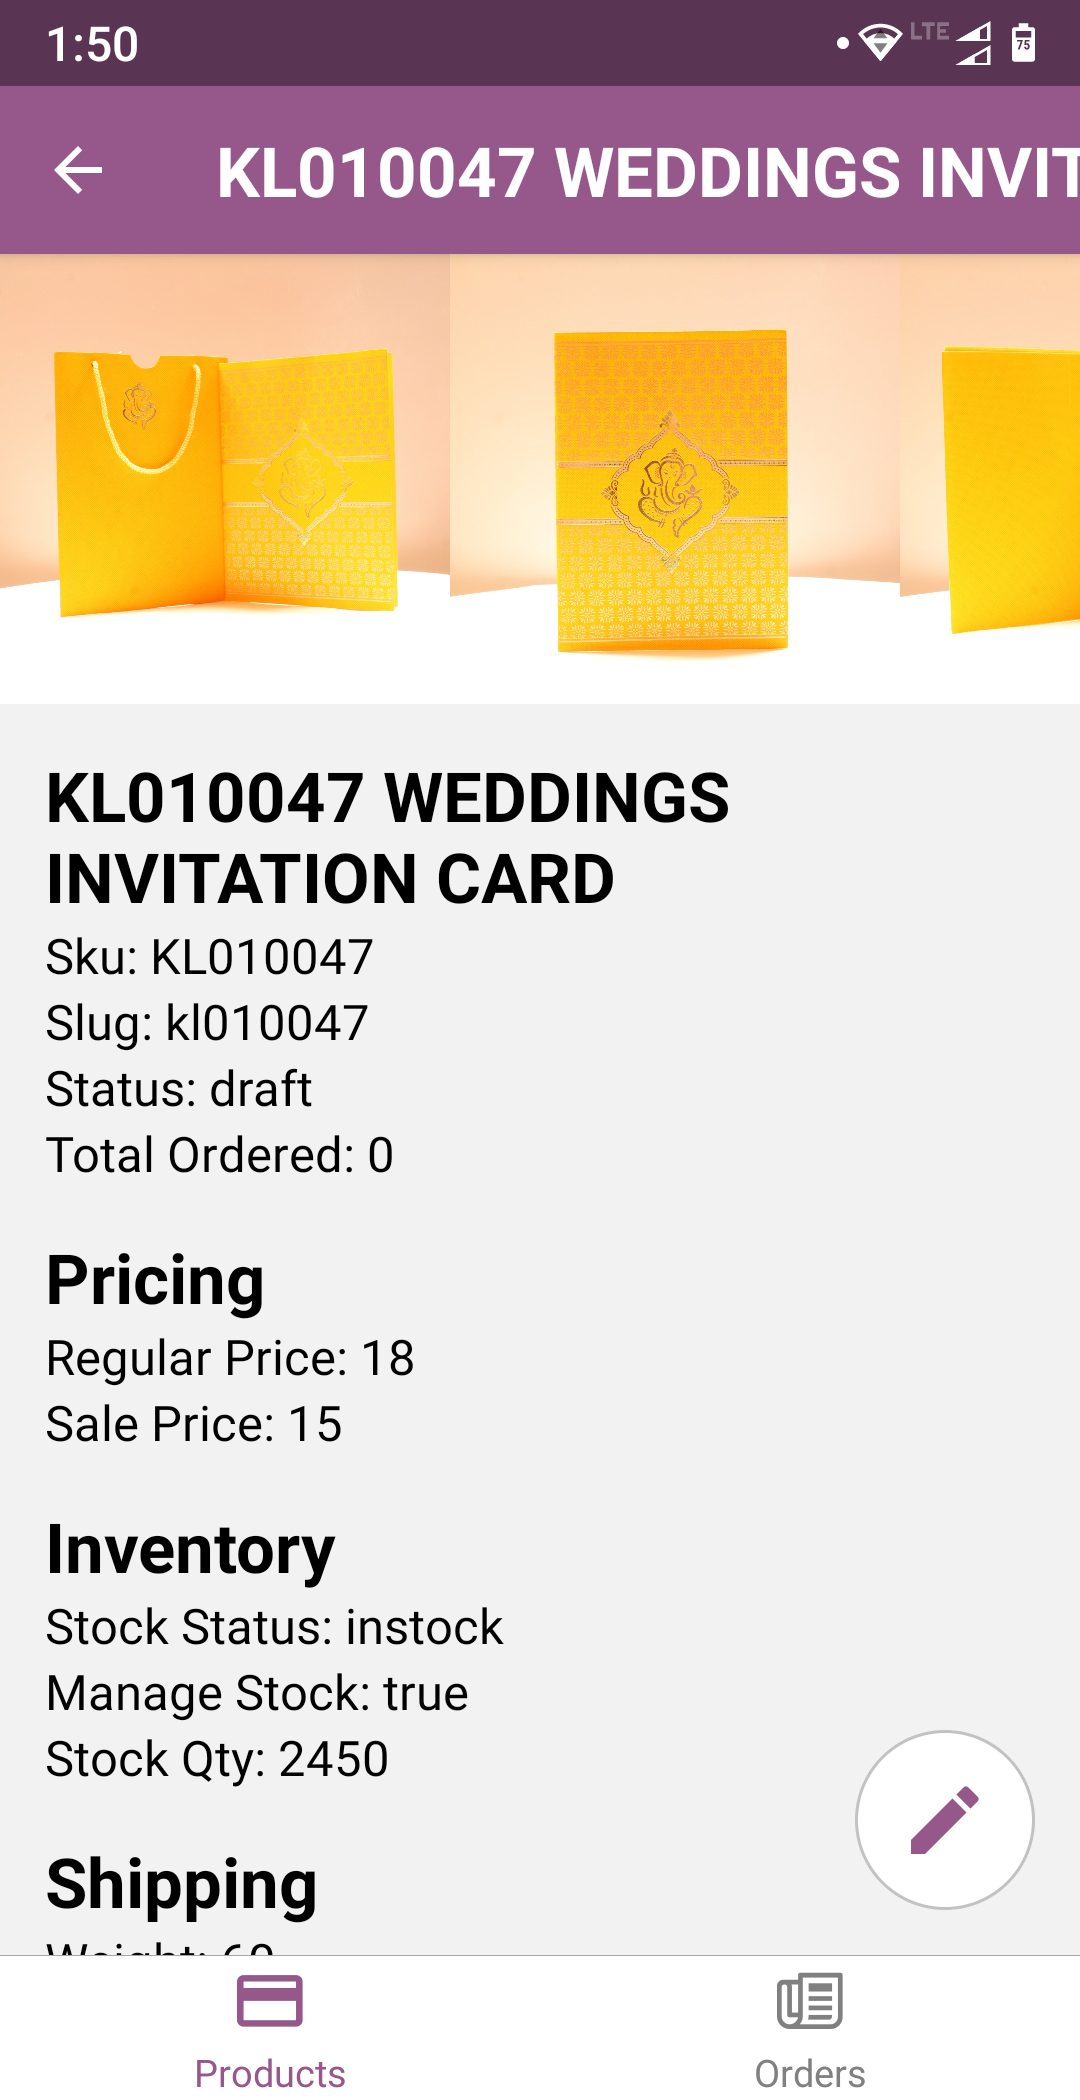 1:50
LTE
75
KL010047 WEDDINGS INVIT
KL010047 WEDDINGS
INVITATION CARD
Sku: KL010047
Slug: kl010047
Status: draft
Total Ordered: 0
Pricing
Regular Price: 18
Sale Price: 15
Inventory
Stock Status: instock
Manage Stock: true
Stock Qty: 2450
Shipping
Weight: 60
Products
Orders